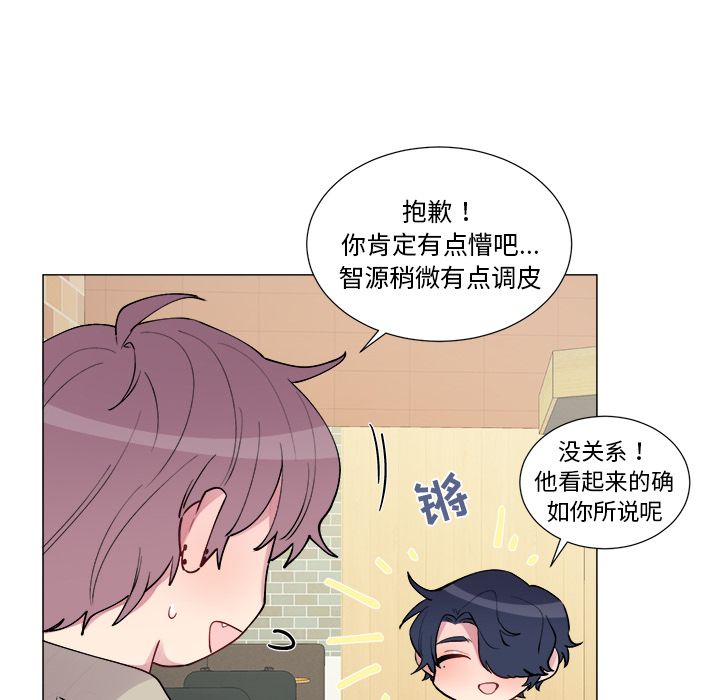 抱歉！
你肯定有点懵吧...
智源稍微有点调皮
没关系！
他看起来的确
如你所说呢
锵